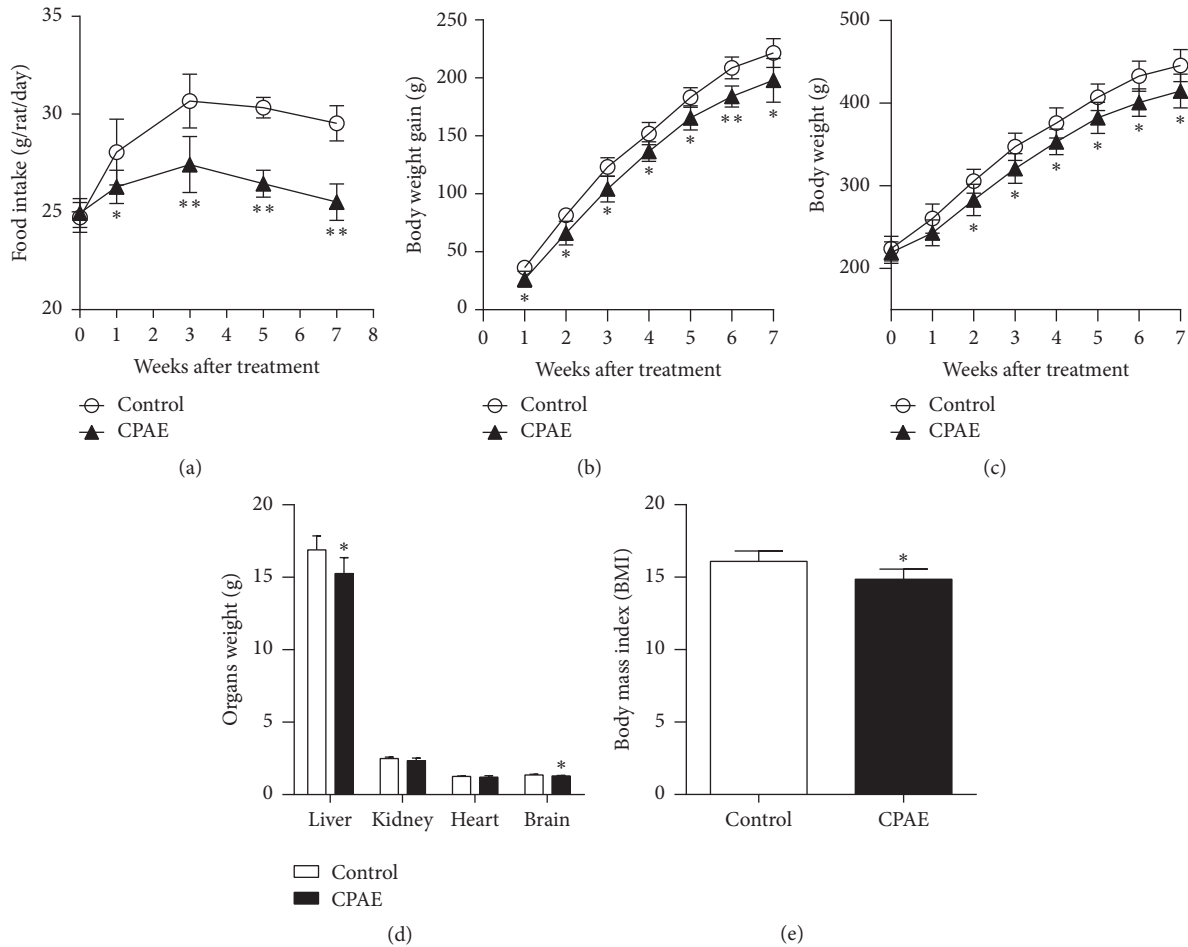 35
30
25
20
Food intake (g/rat/day)
∗
∗∗
∗∗
∗∗
0 1 2 3 4 5 6 7 8
Weeks after treatment
Control
CPAE
(a)
250
200
150
100
50
0
Body weight gain (g)
∗
∗
∗
∗
∗
∗∗
∗
0 1 2 3 4 5 6 7
Weeks after treatment
Control
CPAE
(b)
500
400
300
200
Body weight (g)
∗
∗
∗
∗
∗
∗
0 1 2 3 4 5 6 7
Weeks after treatment
Control
CPAE
(c)
20
15
10
5
0
Organs weight (g)
∗
∗
Liver Kidney Heart Brain
Control
CPAE
(d)
20
15
10
5
0
Body mass index (BMI)
∗
Control CPAE
(e)